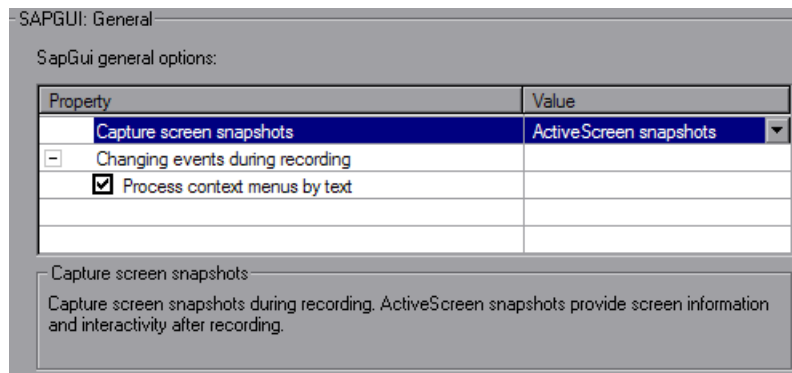 SAPGUI: General
SapGui general options:
Property Value
Capture screen snapshots ActiveScreen snapshots
Changing events during recording
Process context menus by text
Capture screen snapshots
Capture screen snapshots during recording. ActiveScreen snapshots provide screen information
and interactivity after recording.